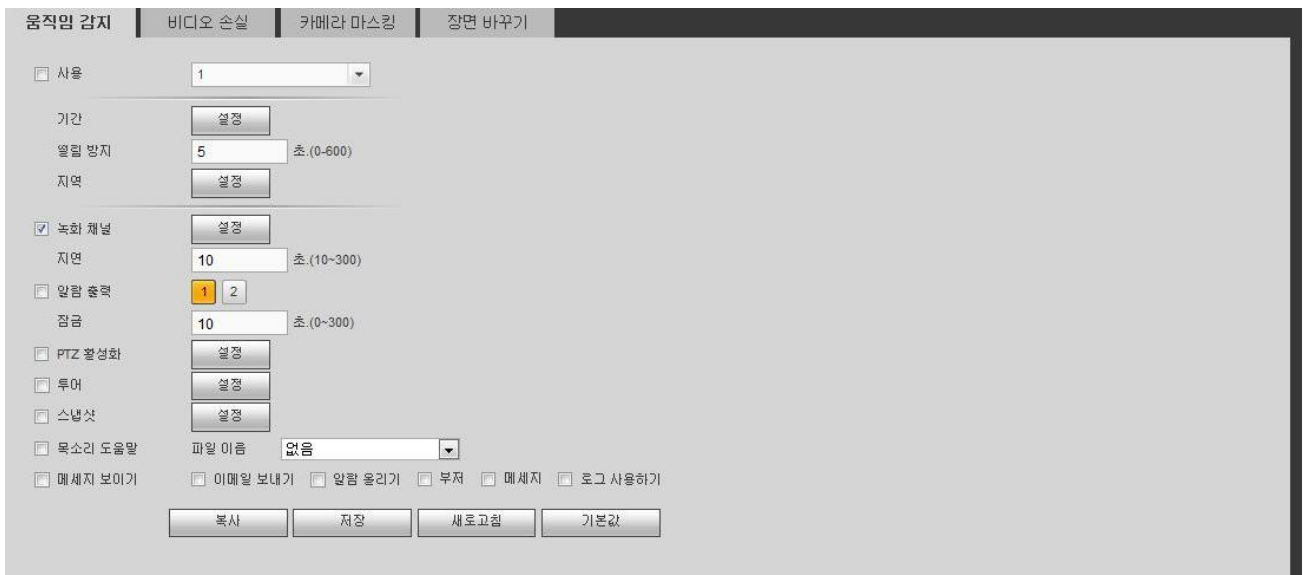 움직임 감지 비디오 손실 카메라 마스킹 장면 바꾸기
사용 1
기간 설정
떨림 방지 5 초.(0-600)
지역 설정
녹화 채널 설정
지연 10 초.(10~300)
알람 출력 1 2
잠금 10 초.(0~300)
PTZ 활성화 설정
투어 설정
스냅샷 설정
목소리 도움말 파일 이름 없음
메세지 보이기 이메일 보내기 알람 울리기 부저 메세지 로그 사용하기
복사 저장 새로고침 기본값